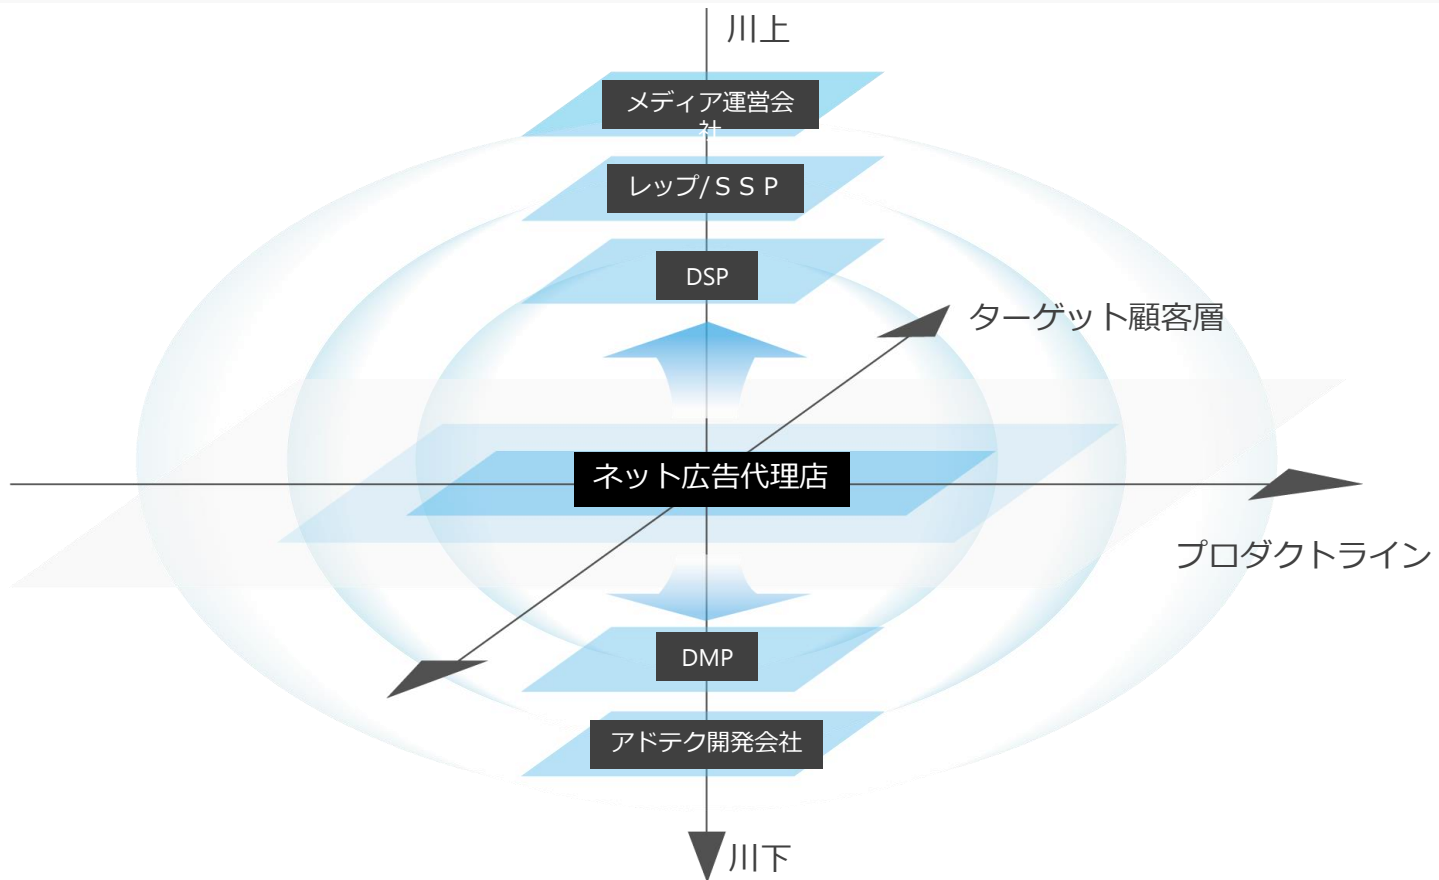 川上
メディア運営会
社
レップ/ＳＳＰ
DSP
ターゲット顧客層
ネット広告代理店
プロダクトライン
DMP
アドテク開発会社
川下